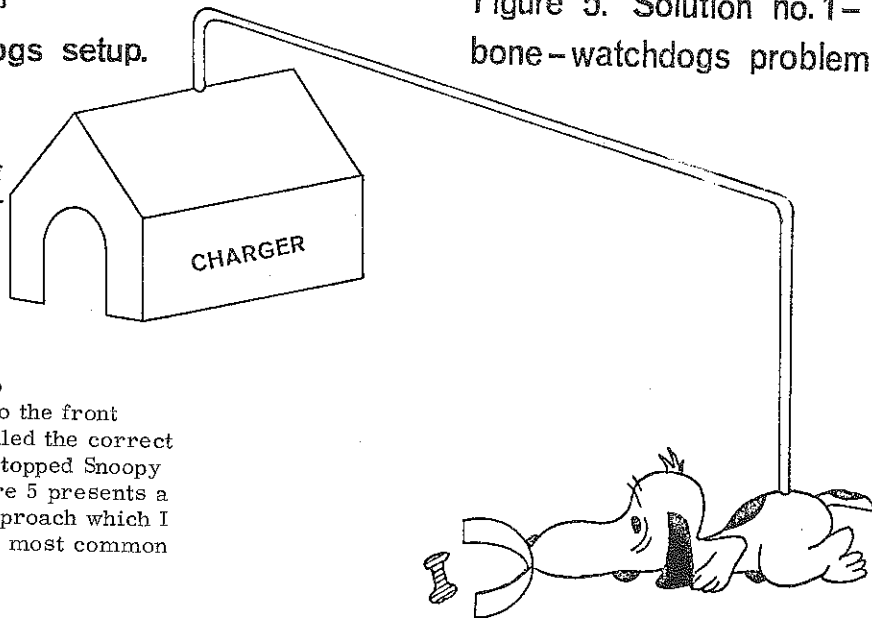 ogs setup.
Figure 5. Solution no. 1–
bone–watchdogs problem
CHARGER
o the front
led the correct
topped Snoopy
re 5 presents a
proach which I
most common